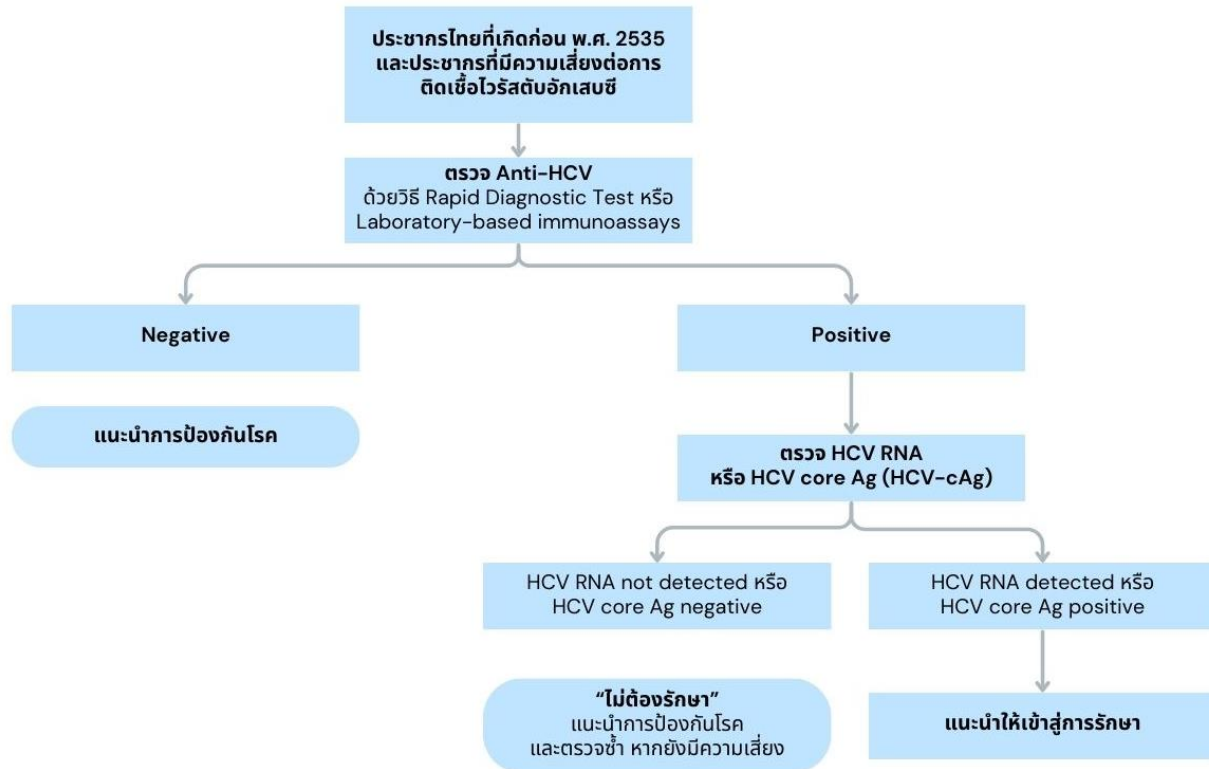 ประชากรไทยที่เกิดก่อน พ.ศ. 2535
และประชากรที่มีความเสี่ยงต่อการ
ติดเชื้อไวรัสตับอักเสบซี
ตรวจ Anti-HCV
ด้วยวิธี Rapid Diagnostic Test หรือ
Laboratory-based immunoassays
Negative
Positive
แนะนำการป้องกันโรค
ตรวจ HCV RNA
หรือ HCV core Ag (HCV-cAg)
HCV RNA not detected หรือ
HCV core Ag negative
HCV RNA detected หรือ
HCV core Ag positive
“ไม่ต้องรักษา”
แนะนำการป้องกันโรค
และตรวจซ้ำ หากยังมีความเสี่ยง
แนะนำให้เข้าสู่การรักษา